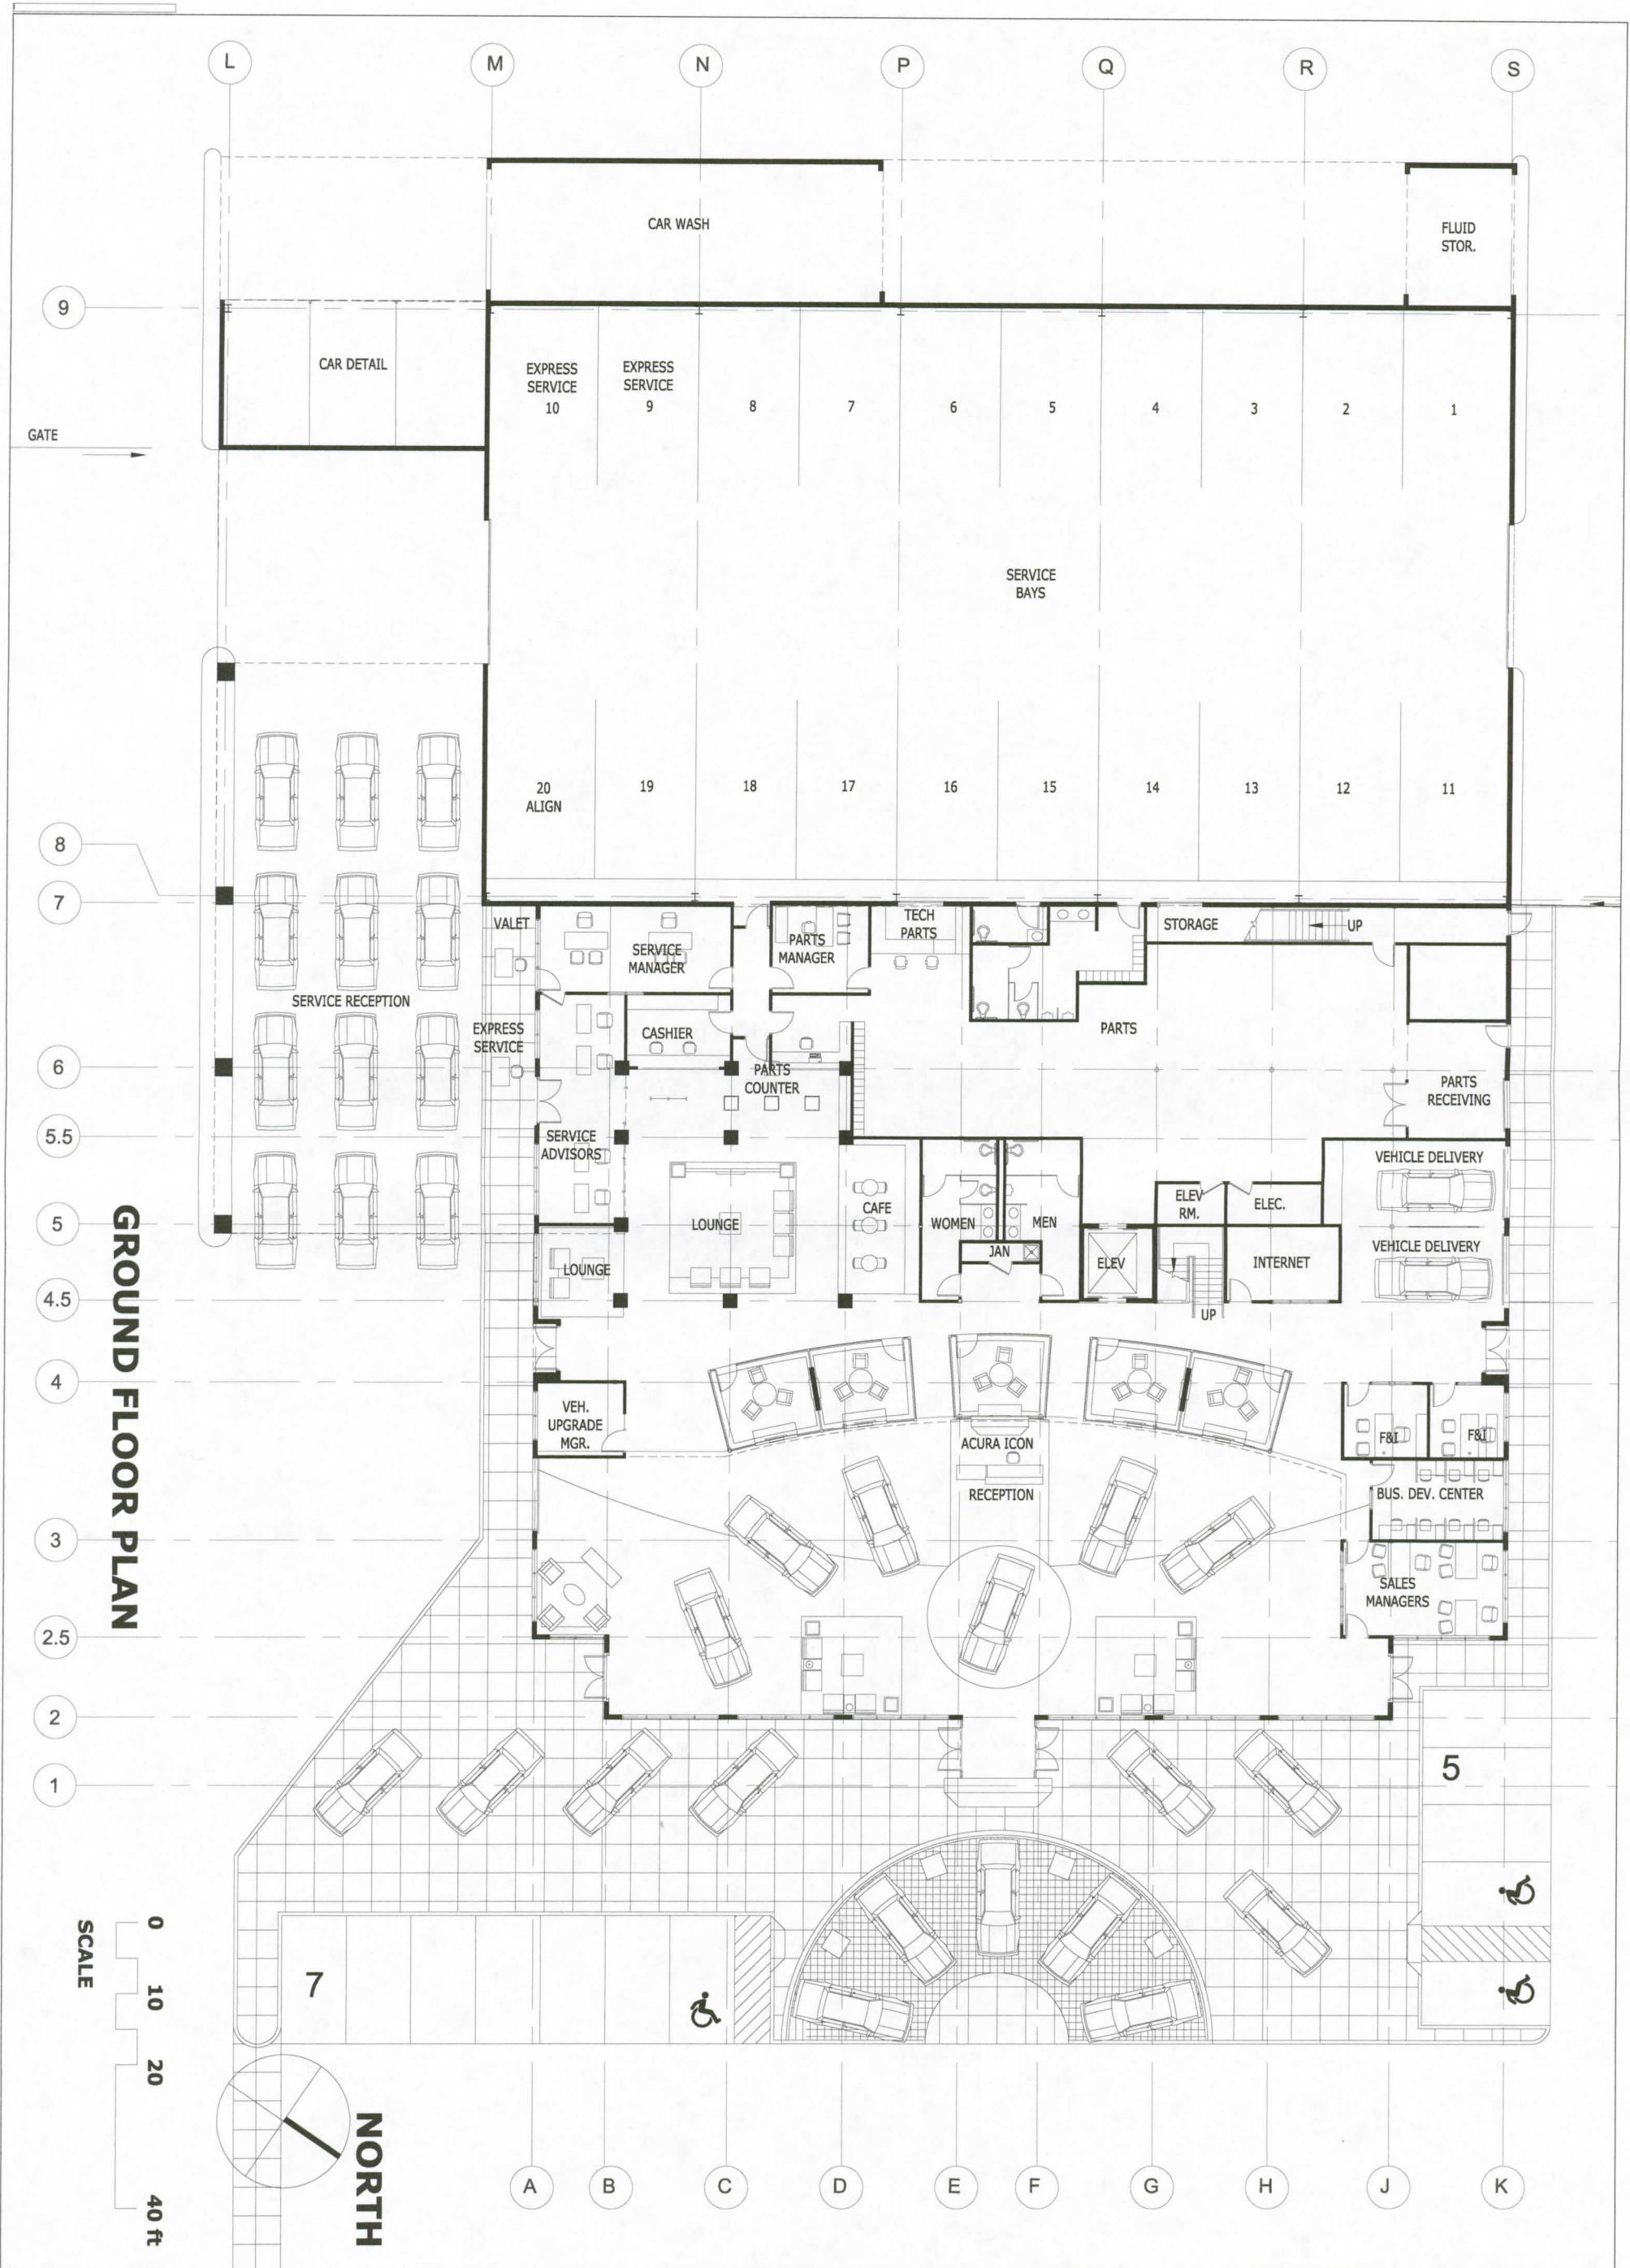 L
M
N
P
Q
R
S
CAR WASH
FLUID
STOR.
9
CAR DETAIL
EXPRESS
SERVICE
10
EXPRESS
SERVICE
9
8
7
6
5
4
3
2
1
GATE
SERVICE
BAYS
20
ALIGN
19
18
17
16
15
14
13
12
11
8
7
VALET
SERVICE
MANAGER
PARTS
MANAGER
TECH
PARTS
STORAGE
UP
SERVICE RECEPTION
EXPRESS
SERVICE
CASHIER
PARTS
6
PARTS
COUNTER
PARTS
RECEIVING
5.5
SERVICE
ADVISORS
VEHICLE DELIVERY
5
LOUNGE
CAFE
WOMEN
MEN
ELEV
RM.
ELEC.
JAN
ELEV
INTERNET
VEHICLE DELIVERY
LOUNGE
4.5
UP
4
VEH.
UPGRADE
MGR.
ACURA ICON
RECEPTION
F&I
F&I
BUS. DEV. CENTER
3
SALES
MANAGERS
2.5
2
1
5
7
GROUND FLOOR PLAN
SCALE
0
10
20
40 ft
NORTH
A
B
C
D
E
F
G
H
J
K